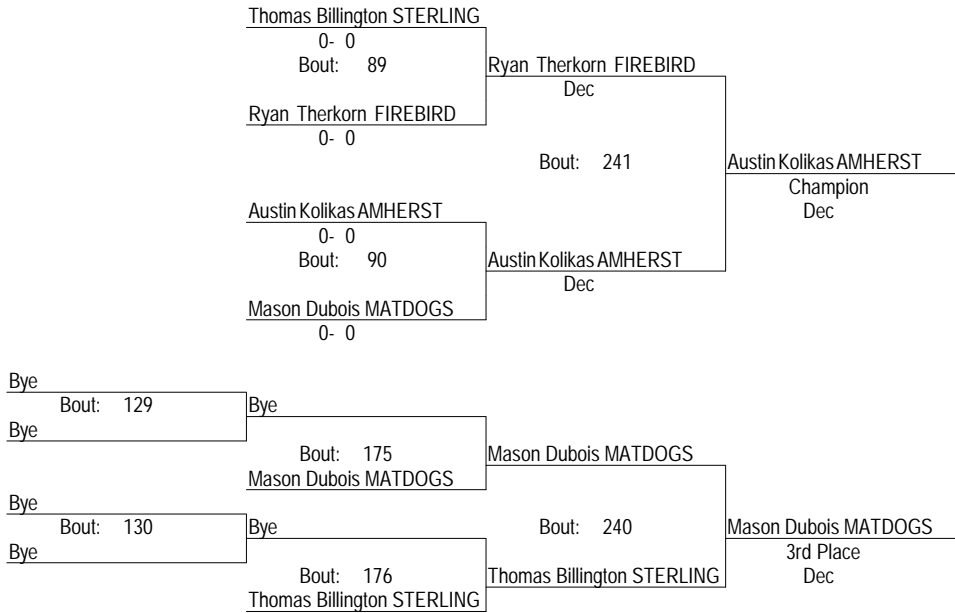 Thomas Billington STERLING
0- 0
Bout: 89
Ryan Therkorn FIREBIRD
Dec
Ryan Therkorn FIREBIRD
0- 0
Bout: 241
Austin Kolikas AMHERST
Champion
Dec
Austin Kolikas AMHERST
0- 0
Bout: 90
Austin Kolikas AMHERST
Dec
Mason Dubois MATDOGS
0- 0
Bye
Bout: 129
Bye
Bye
Bout: 175
Mason Dubois MATDOGS
Mason Dubois MATDOGS
Bye
Bout: 130
Bye
Bye
Bout: 240
Mason Dubois MATDOGS
3rd Place
Dec
Bout: 176
Thomas Billington STERLING
Thomas Billington STERLING